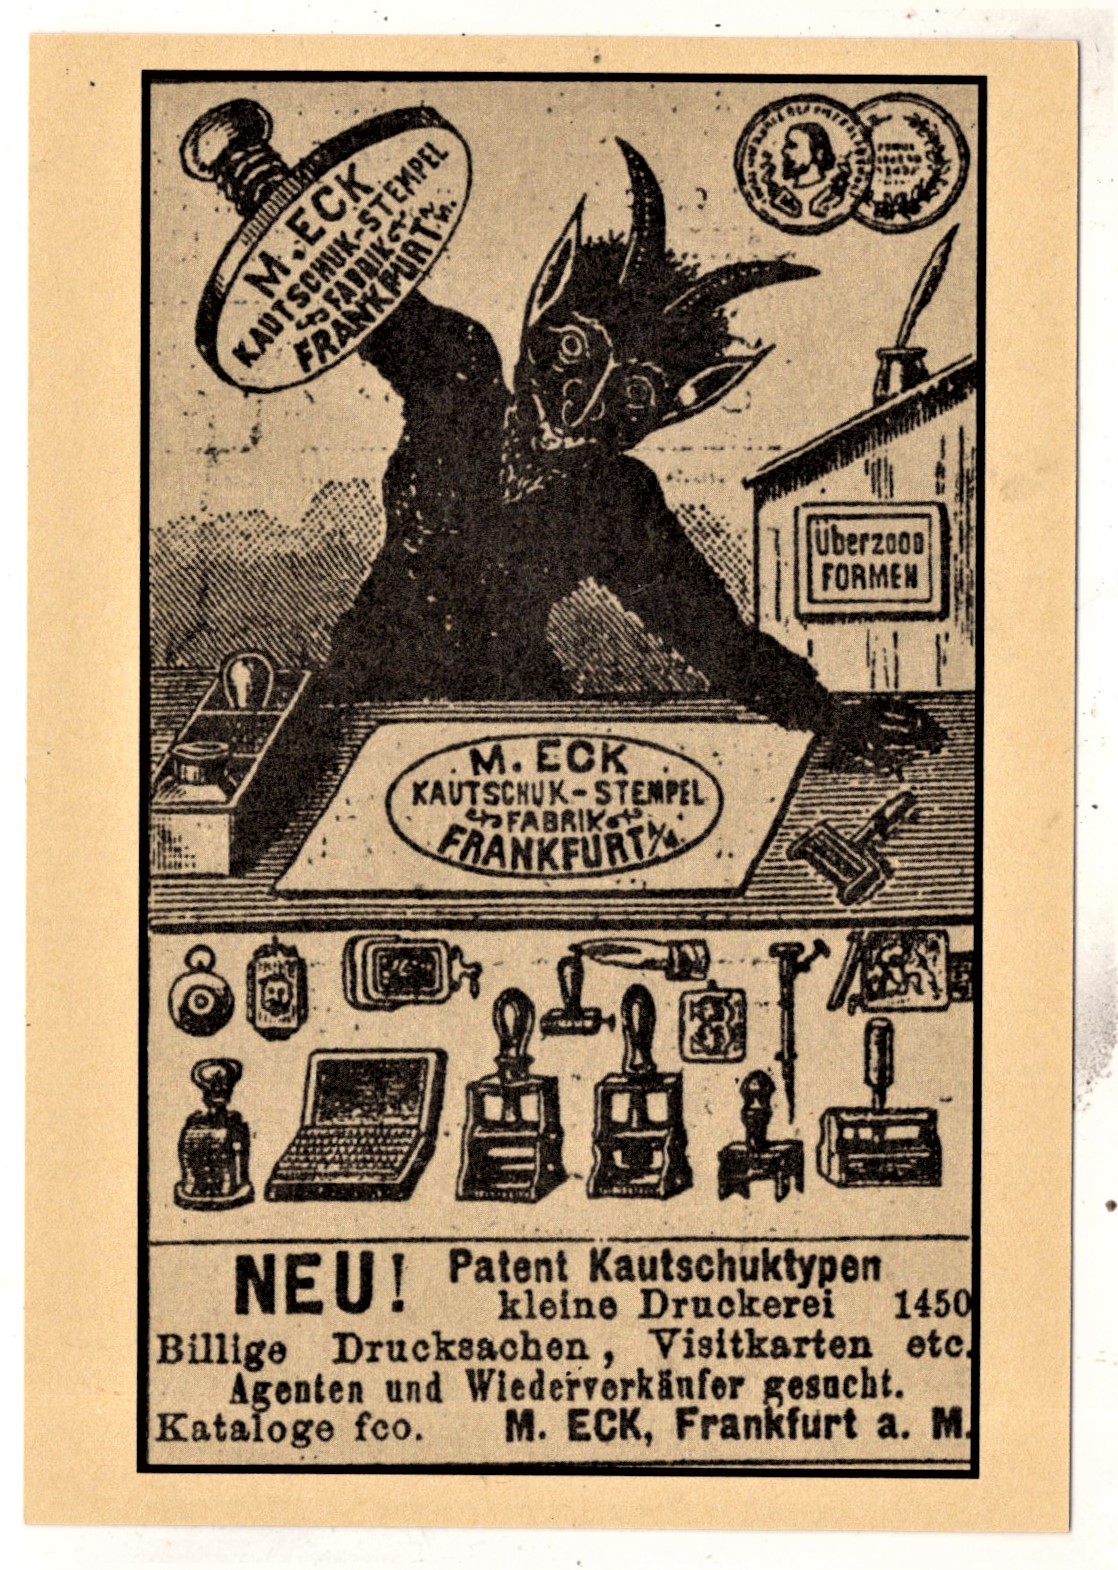 M. ECK
KAUTSCHUK-STEMPEL
FABRIK
FRANKFURT a/M.
Über 2000
FORMEN
M. ECK
KAUTSCHUK-STEMPEL
FABRIK
FRANKFURT a/M.
NEU! Patent Kautschuktypen
kleine Druckerei 1450
Billige Drucksachen, Visitkarten etc.
Agenten und Wiederverkäufer gesucht.
Kataloge fco. M. ECK, Frankfurt a. M.